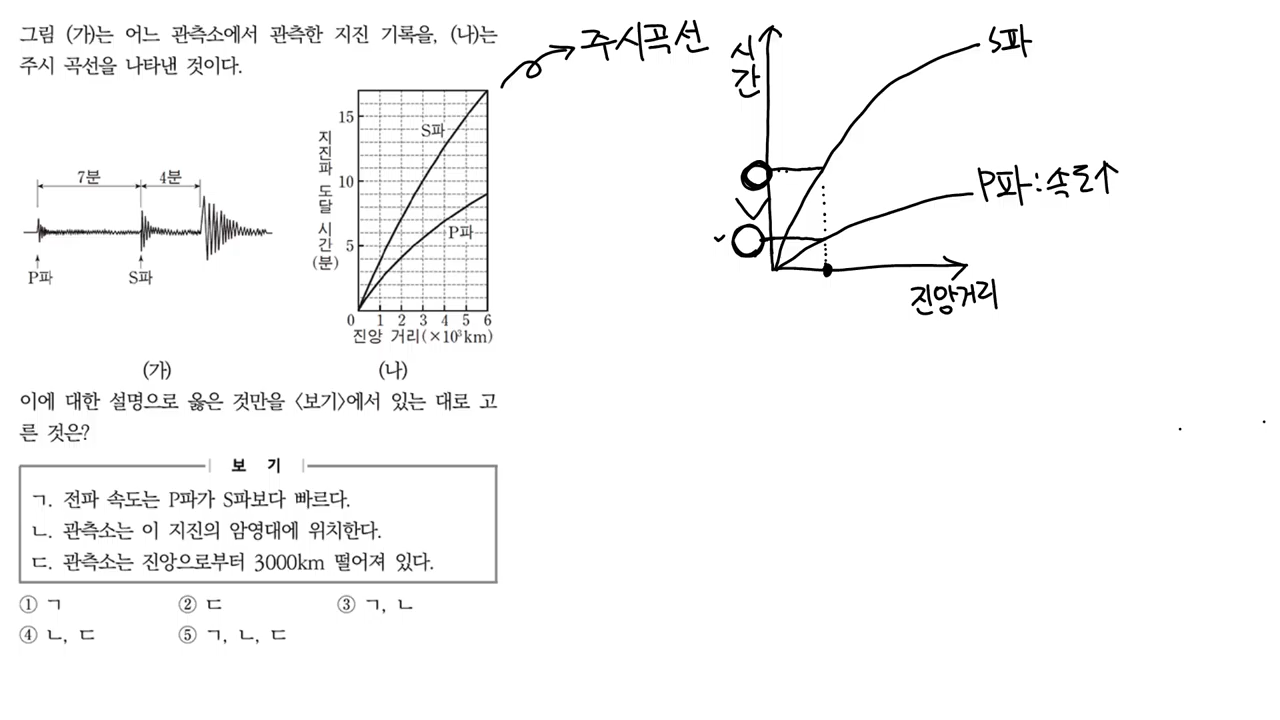 그림 (가)는 어느 관측소에서 관측한 지진 기록을, (나)는
주시 곡선을 나타낸 것이다.
7분
4분
P파
S파
(가)
지진파 도달 시간(분)
15
10
5
0
1 2 3 4 5 6
S파
P파
진앙 거리(×10³km)
(나)
이에 대한 설명으로 옳은 것만을 〈보기〉에서 있는 대로 고
른 것은?
보 기
ㄱ. 전파 속도는 P파가 S파보다 빠르다.
ㄴ. 관측소는 이 지진의 암영대에 위치한다.
ㄷ. 관측소는 진앙으로부터 3000km 떨어져 있다.
① ㄱ ② ㄷ ③ ㄱ, ㄴ
④ ㄴ, ㄷ ⑤ ㄱ, ㄴ, ㄷ
주시곡선
시간
S파
P파:속도↑
진앙거리